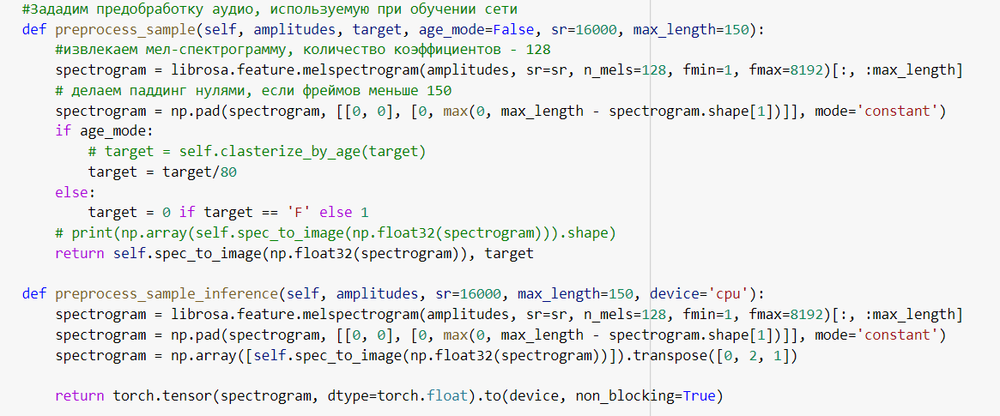 #Зададим предобработку аудио, используемую при обучении сети
def preprocess_sample(self, amplitudes, target, age_mode=False, sr=16000, max_length=150):
    #извлекаем мел-спектрограмму, количество коэффициентов - 128
    spectrogram = librosa.feature.melspectrogram(amplitudes, sr=sr, n_mels=128, fmin=1, fmax=8192)[:, :max_length]
    # делаем паддинг нулями, если фреймов меньше 150
    spectrogram = np.pad(spectrogram, [[0, 0], [0, max(0, max_length - spectrogram.shape[1])]], mode='constant')
    if age_mode:
        # target = self.clasterize_by_age(target)
        target = target/80
    else:
        target = 0 if target == 'F' else 1
    # print(np.array(self.spec_to_image(np.float32(spectrogram))).shape)
    return self.spec_to_image(np.float32(spectrogram)), target
def preprocess_sample_inference(self, amplitudes, sr=16000, max_length=150, device='cpu'):
    spectrogram = librosa.feature.melspectrogram(amplitudes, sr=sr, n_mels=128, fmin=1, fmax=8192)[:, :max_length]
    spectrogram = np.pad(spectrogram, [[0, 0], [0, max(0, max_length - spectrogram.shape[1])]], mode='constant')
    spectrogram = np.array([self.spec_to_image(np.float32(spectrogram))]).transpose([0, 2, 1])
    return torch.tensor(spectrogram, dtype=torch.float).to(device, non_blocking=True)